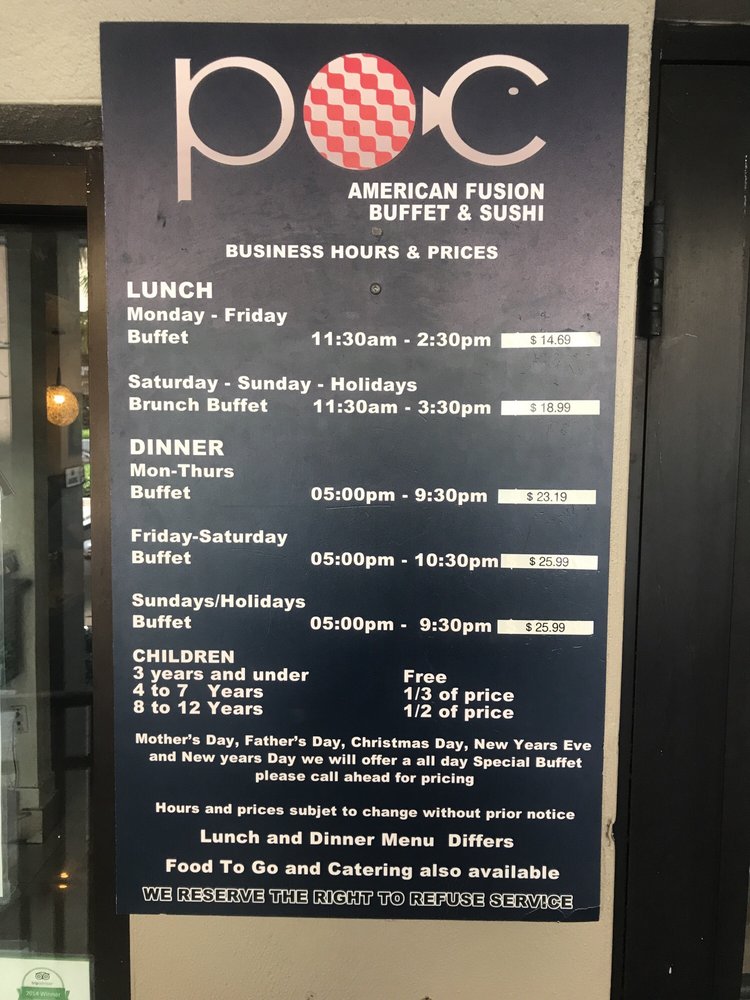 poc
AMERICAN FUSION
BUFFET & SUSHI
BUSINESS HOURS & PRICES
LUNCH
Monday - Friday
Buffet 11:30am - 2:30pm $ 14.69
Saturday - Sunday - Holidays
Brunch Buffet 11:30am - 3:30pm $ 18.99
DINNER
Mon-Thurs
Buffet 05:00pm - 9:30pm $ 23.19
Friday-Saturday
Buffet 05:00pm - 10:30pm $ 25.99
Sundays/Holidays
Buffet 05:00pm - 9:30pm $ 25.99
CHILDREN
3 years and under Free
4 to 7 Years 1/3 of price
8 to 12 Years 1/2 of price
Mother's Day, Father's Day, Christmas Day, New Years Eve
and New years Day we will offer a all day Special Buffet
please call ahead for pricing
Hours and prices subjet to change without prior notice
Lunch and Dinner Menu Differs
Food To Go and Catering also available
WE RESERVE THE RIGHT TO REFUSE SERVICE
tripadvisor
2014 Winner